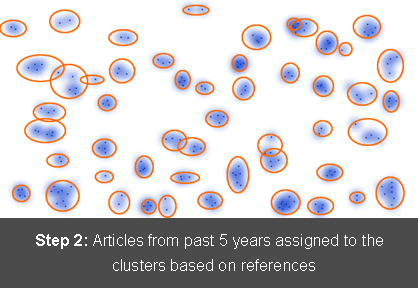 Step 2: Articles from past 5 years assigned to the
clusters based on references